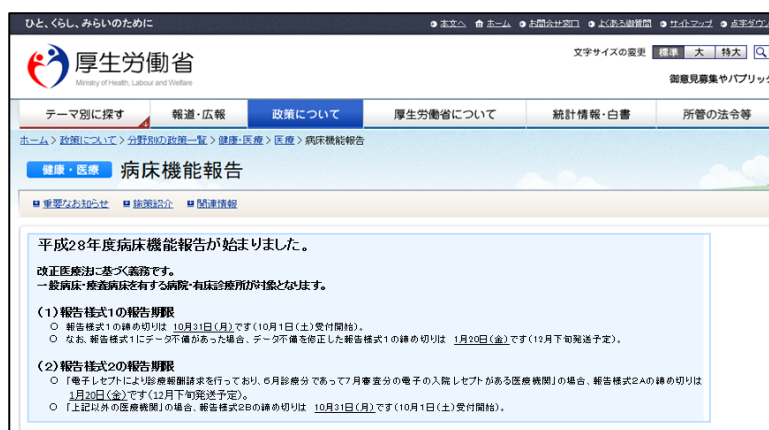 ひと、くらし、みらいのために
本文へ ホーム お問合せ窓口 よくある御質問 サイトマップ 点字ダウン
厚生労働省
Ministry of Health, Labour and Welfare
文字サイズの変更 標準 大 特大
御意見募集やパブリッ
テーマ別に探す 報道・広報 政策について 厚生労働省について 統計情報・白書 所管の法令等
ホーム > 政策について > 分野別の政策一覧 > 健康・医療 > 医療 > 病床機能報告
健康・医療 病床機能報告
重要なお知らせ 施策紹介 関連情報
平成28年度病床機能報告が始まりました。
改正医療法に基づく義務です。
一般病床・療養病床を有する病院・有床診療所が対象となります。
(1)報告様式1の報告期限
○ 報告様式1の締め切りは 10月31日(月)です(10月1日(土)受付開始)。
○ なお、報告様式1にデータ不備があった場合、データ不備を修正した報告様式1の締め切りは 1月20日(金)です(12月下旬発送予定)。
(2)報告様式2の報告期限
○ 「電子レセプトにより診療報酬請求を行っており、6月診療分であって7月審査分の電子の入院レセプトがある医療機関」の場合、報告様式2Aの締め切りは
1月20日(金)です(12月下旬発送予定)。
○ 「上記以外の医療機関」の場合、報告様式2Bの締め切りは 10月31日(月)です(10月1日(土)受付開始)。